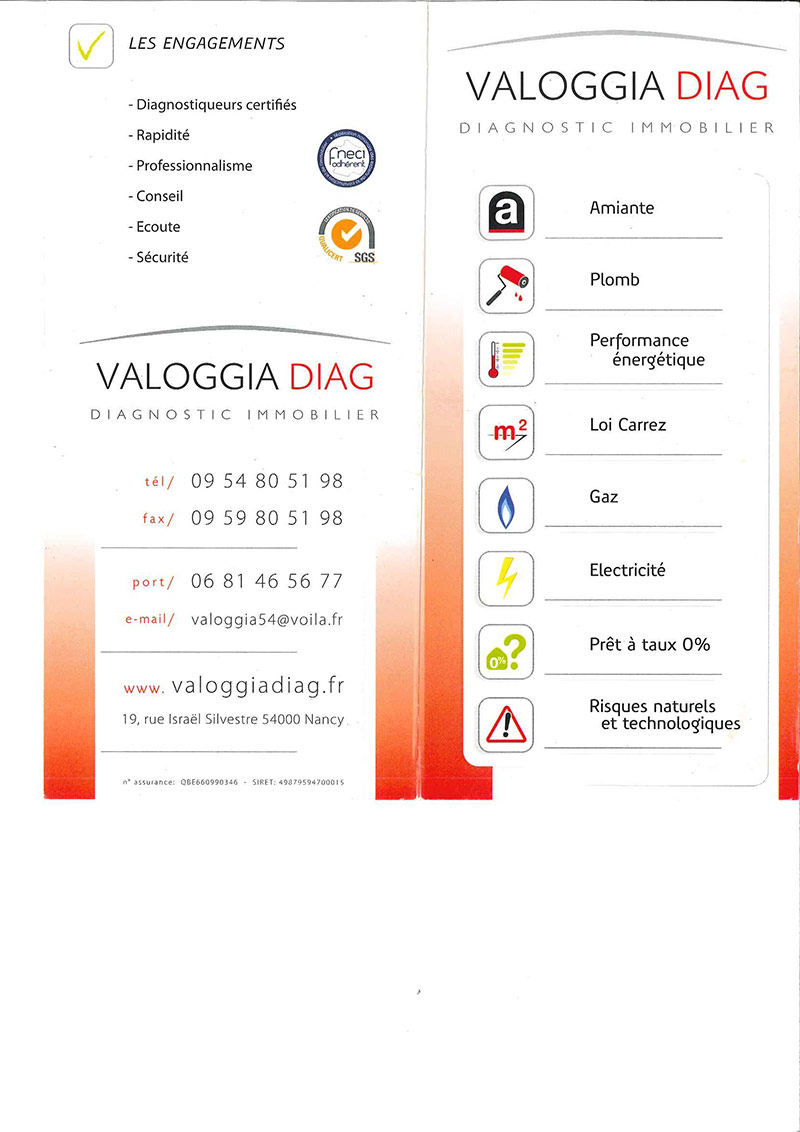 LES ENGAGEMENTS
- Diagnostiqueurs certifiés
- Rapidité
- Professionnalisme
- Conseil
- Ecoute
- Sécurité
fneci
adhérent
QUALICERT
SGS
VALOGGIA DIAG
DIAGNOSTIC IMMOBILIER
tél/ 09 54 80 51 98
fax/ 09 59 80 51 98
port/ 06 81 46 56 77
e-mail/ valoggia54@voila.fr
www. valoggiadiag.fr
19, rue Israël Silvestre 54000 Nancy
n° assurance: QBE660990346 - SIRET: 49879594700015
VALOGGIA DIAG
DIAGNOSTIC IMMOBILIER
a
Amiante
Plomb
Performance
énergétique
m²
Loi Carrez
Gaz
Electricité
0% ?
Prêt à taux 0%
!
Risques naturels
et technologiques